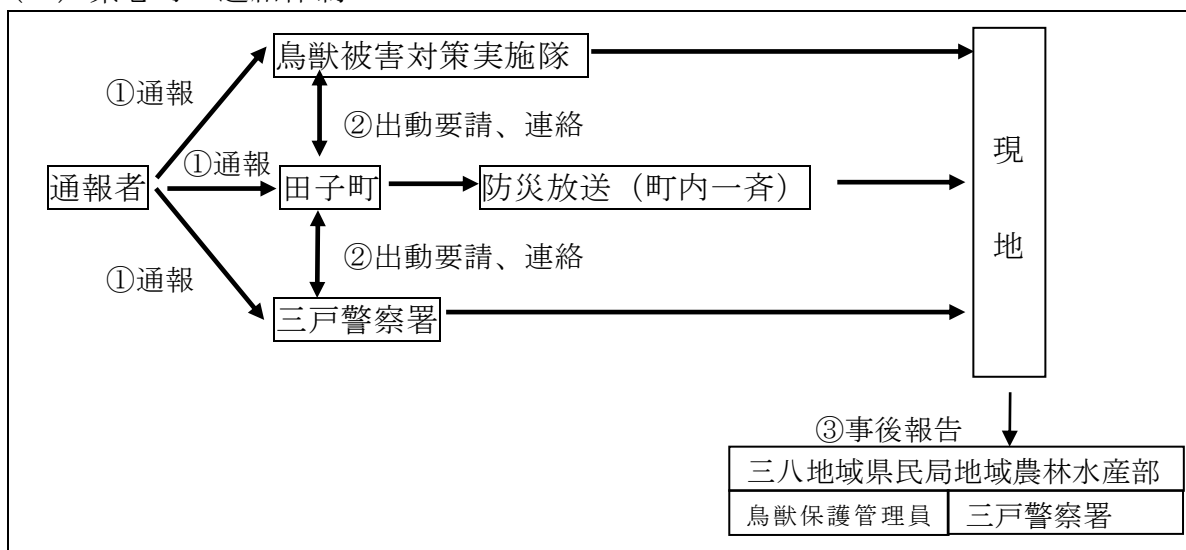 鳥獣被害対策実施隊
①通報
②出動要請、連絡
現
①通報
通報者
田子町
防災放送（町内一斉）
地
②出動要請、連絡
①通報
三戸警察署
③事後報告
三八地域県民局地域農林水産部
鳥獣保護管理員
三戸警察署